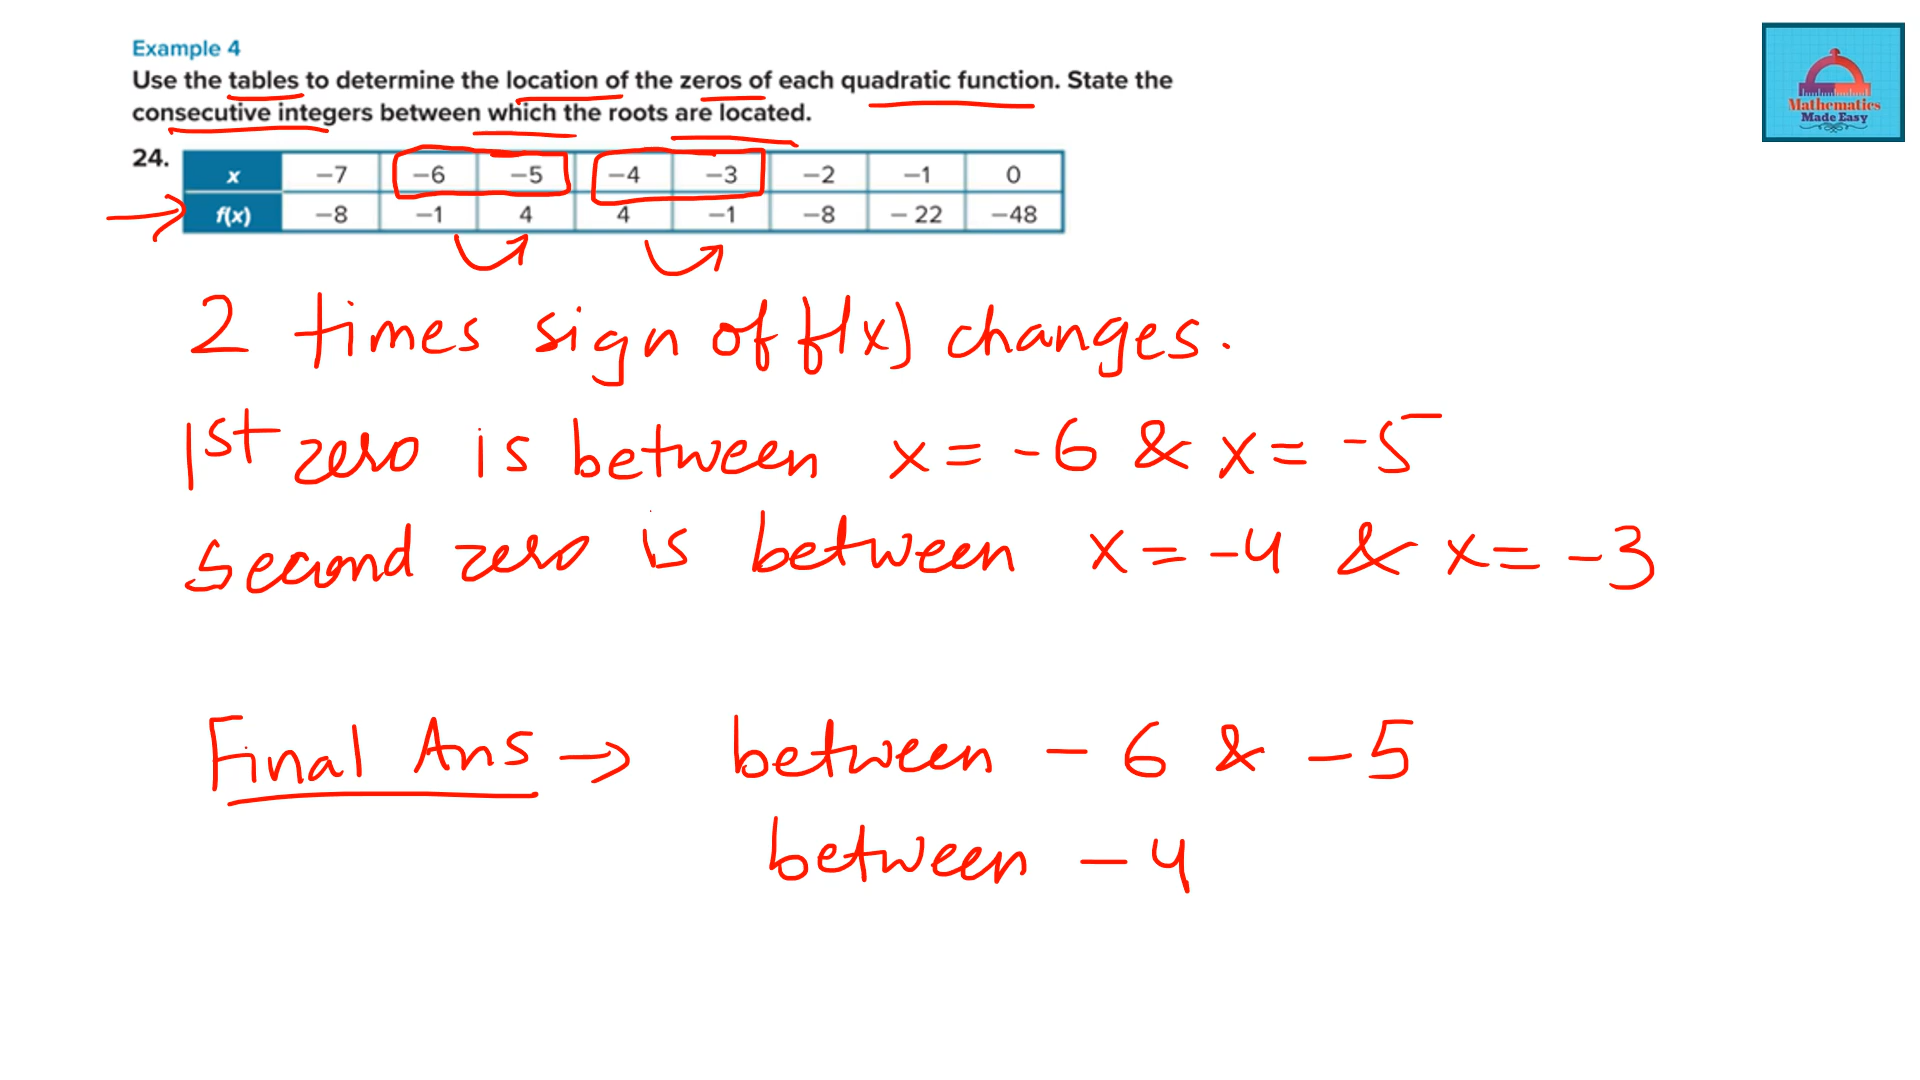 Example 4
Use the tables to determine the location of the zeros of each quadratic function. State the
consecutive integers between which the roots are located.
24.
x −7 −6 −5 −4 −3 −2 −1 0
f(x) −8 −1 4 4 −1 −8 − 22 −48
2 times sign of f(x) changes.
1st zero is between x = -6 & x = -5
second zero is between x = -4 & x = -3
Final Ans → between - 6 & - 5
between - 4
Mathematics
Made Easy